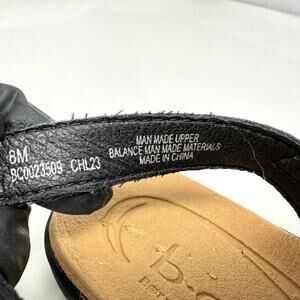 8M
BC0023509 CHL23
MAN MADE UPPER
BALANCE MAN MADE MATERIALS
MADE IN CHINA